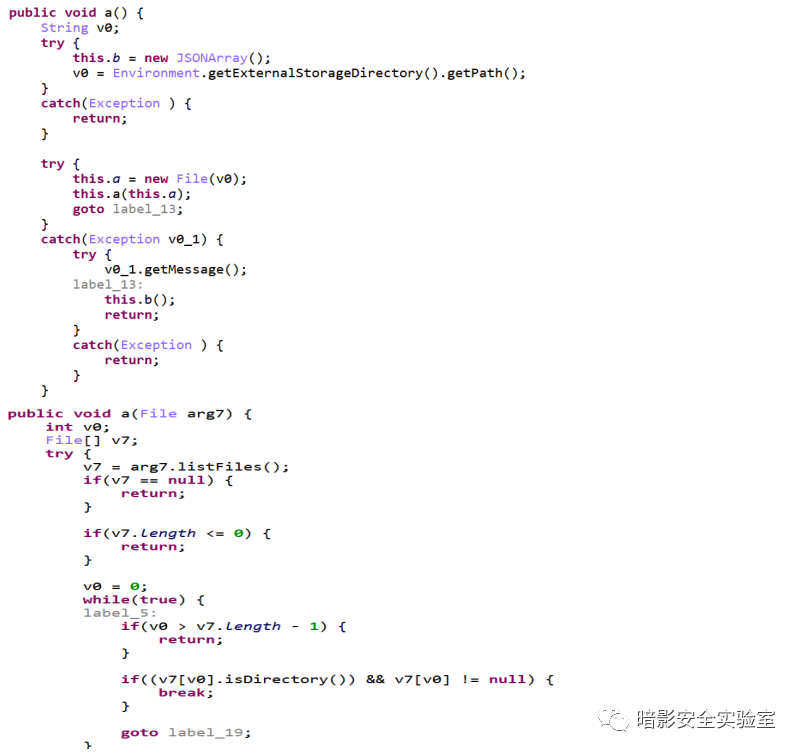 public void a() {
    String v0;
    try {
        this.b = new JSONArray();
        v0 = Environment.getExternalStorageDirectory().getPath();
    }
    catch(Exception ) {
        return;
    }

    try {
        this.a = new File(v0);
        this.a(this.a);
        goto label_13;
    }
    catch(Exception v0_1) {
        try {
            v0_1.getMessage();
        label_13:
            this.b();
            return;
        }
        catch(Exception ) {
            return;
        }
    }
public void a(File arg7) {
    int v0;
    File[] v7;
    try {
        v7 = arg7.listFiles();
        if(v7 == null) {
            return;
        }

        if(v7.length <= 0) {
            return;
        }

        v0 = 0;
        while(true) {
        label_5:
            if(v0 > v7.length - 1) {
                return;
            }

            if((v7[v0].isDirectory()) && v7[v0] != null) {
                break;
            }

            goto label_19;
        }
暗影安全实验室